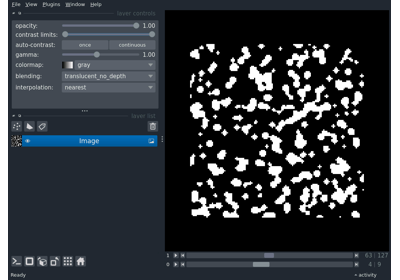 File View Plugins Window Help
layer controls
opacity: 1.00
contrast limits:
auto-contrast: once continuous
gamma: 1.00
colormap: gray
blending: translucent_no_depth
interpolation: nearest
layer list
Image
1 63 127
0 4 9
Ready activity